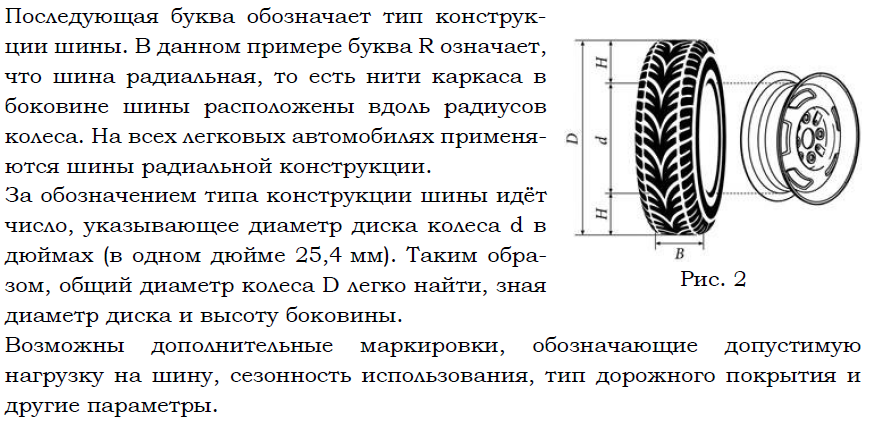 Последующая буква обозначает тип конструк-
ции шины. В данном примере буква R означает,
что шина радиальная, то есть нити каркаса в
боковине шины расположены вдоль радиусов
колеса. На всех легковых автомобилях применя-
ются шины радиальной конструкции.
За обозначением типа конструкции шины идёт
число, указывающее диаметр диска колеса d в
дюймах (в одном дюйме 25,4 мм). Таким обра-
зом, общий диаметр колеса D легко найти, зная
диаметр диска и высоту боковины.
Возможны дополнительные маркировки, обозначающие допустимую
нагрузку на шину, сезонность использования, тип дорожного покрытия и
другие параметры.
H
D
d
H
B
Рис. 2